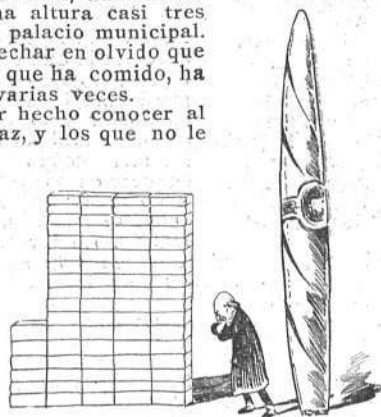 na altura casi tres
palacio municipal.
echar en olvido que
que ha comido, ha
varias veces.
r hecho conocer al
az, y los que no le